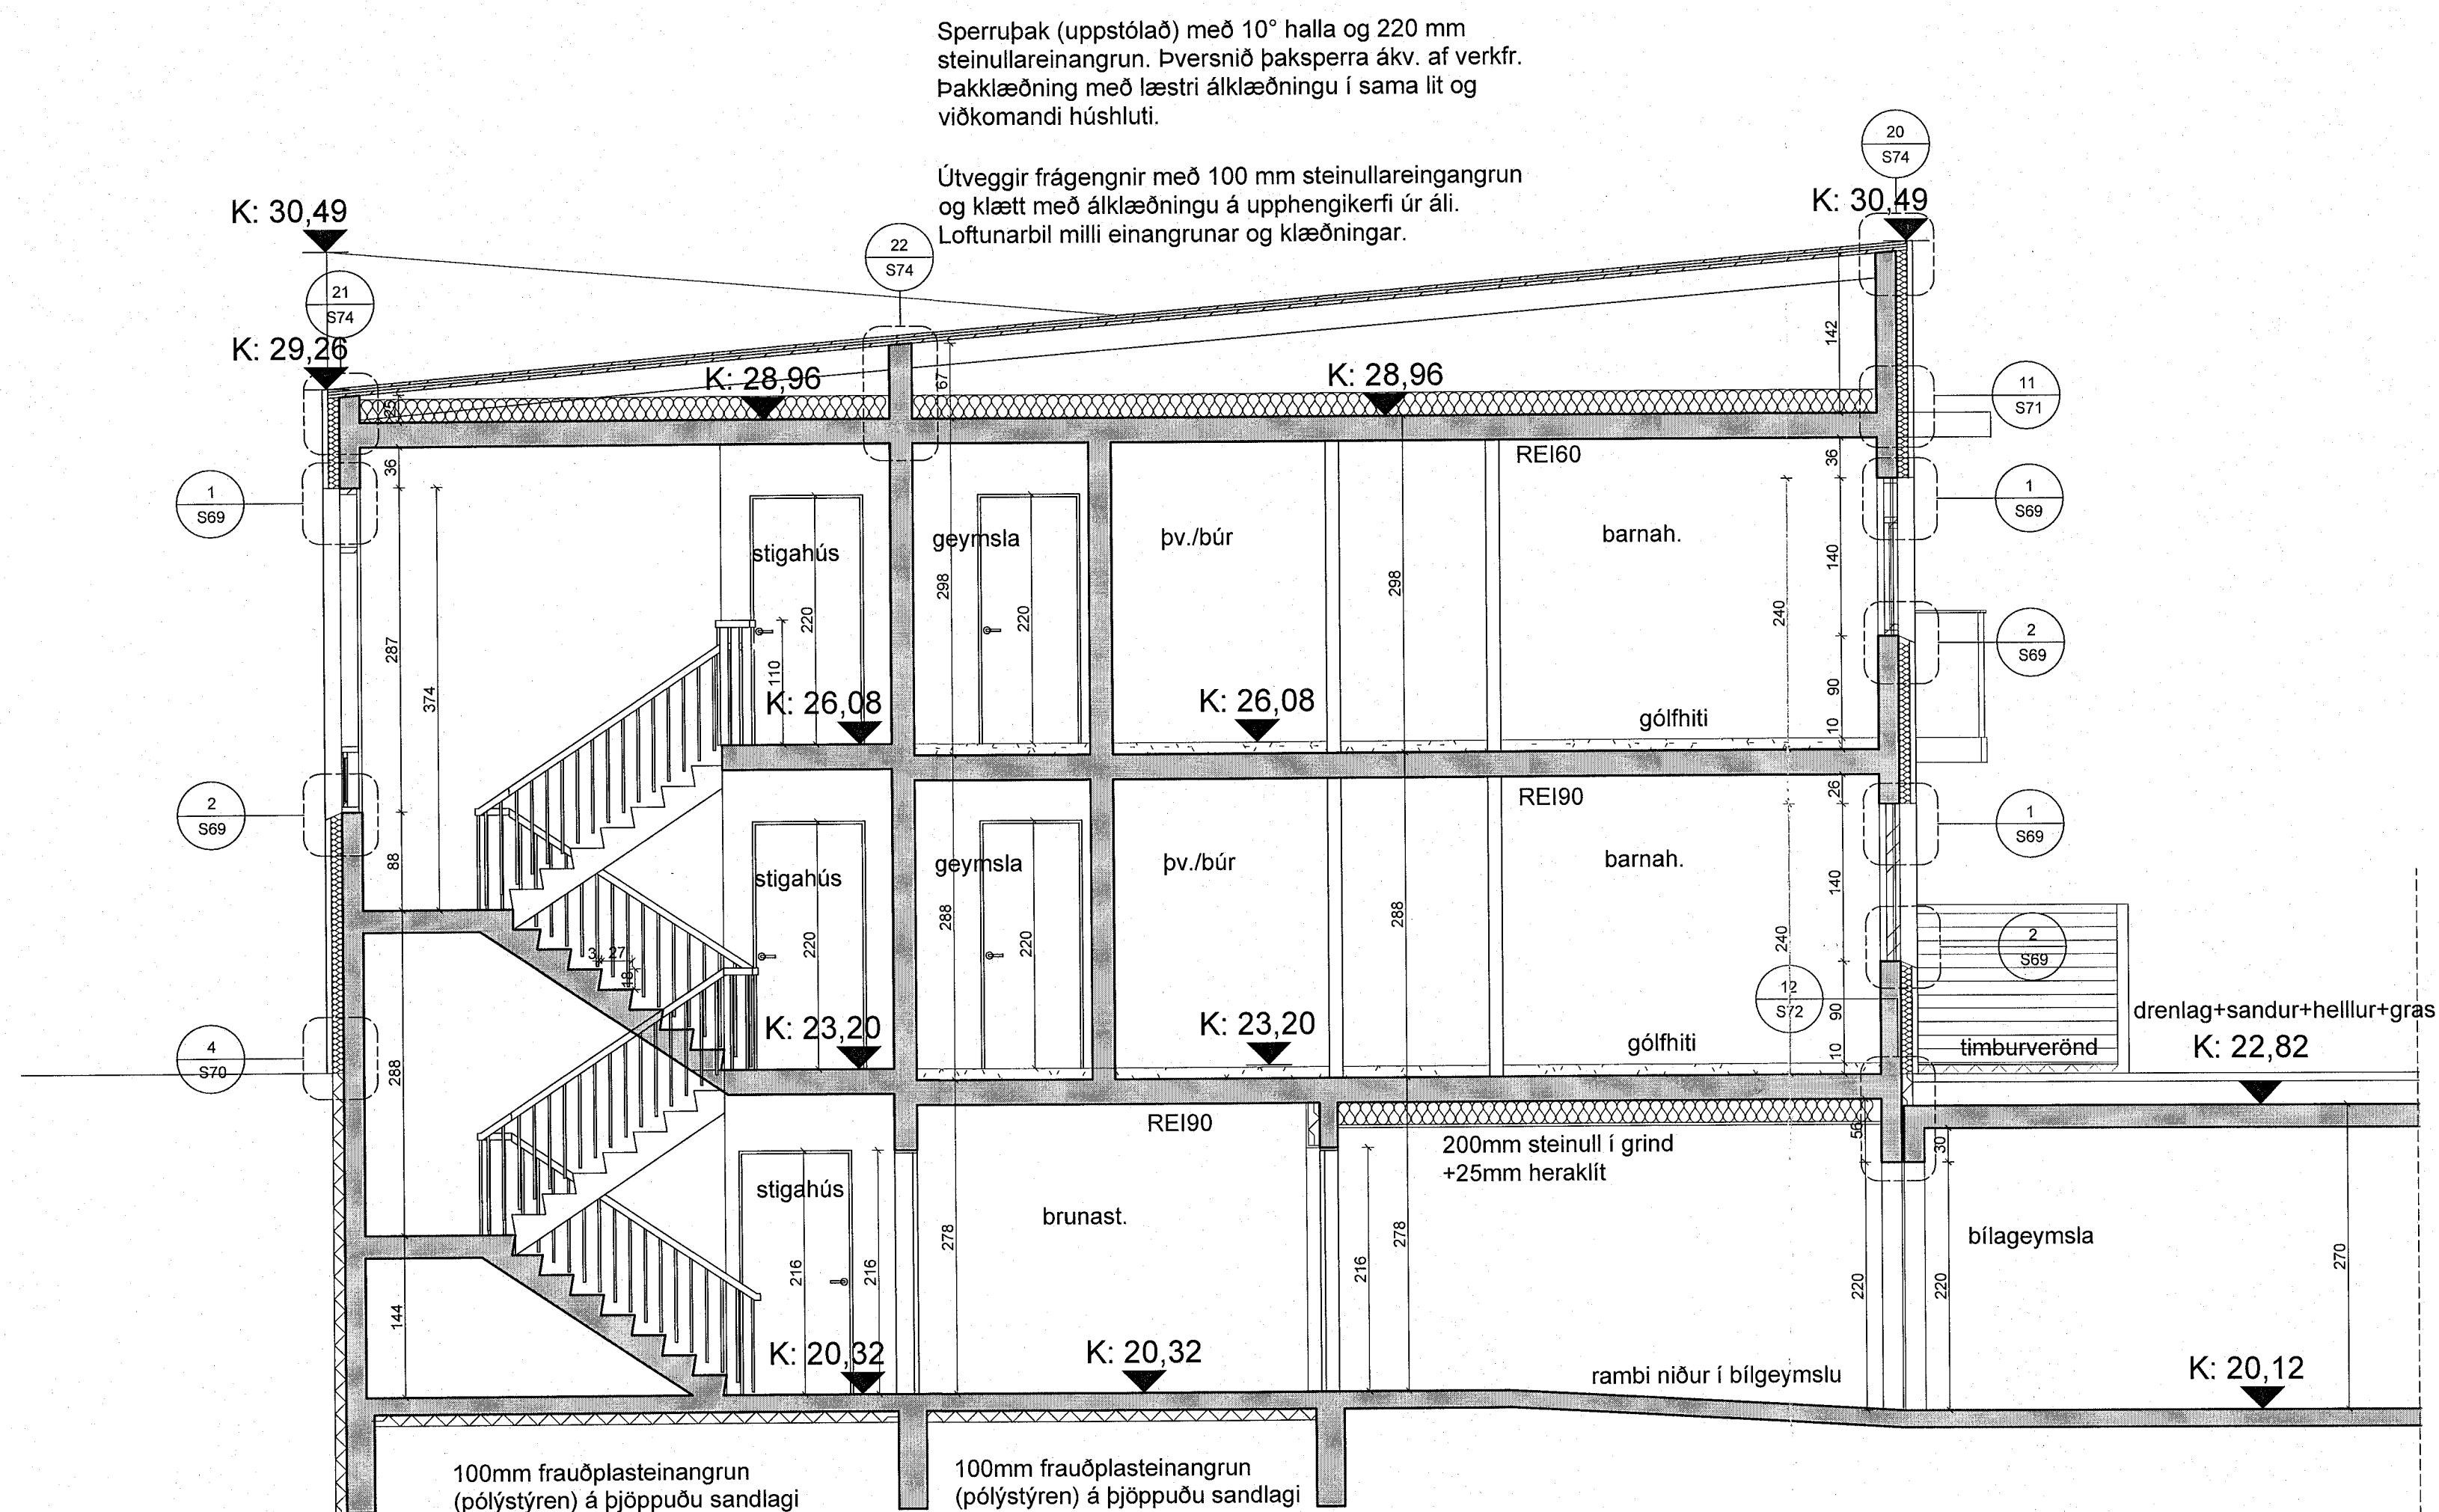 Sperruþak (uppstólað) með 10° halla og 220 mm
steinullareinangrun. Þversnið þaksperra ákv. af verkfr.
Þakklæðning með læstri álklæðningu í sama lit og
viðkomandi húshluti.
Útveggir frágengnir með 100 mm steinullareingangrun
og klætt með álklæðningu á upphengikerfi úr áli.
Loftunarbil milli einangrunar og klæðningar.
20
S74
K: 30,49
K: 30,49
22
S74
21
S74
K: 29,26
K: 28,96
K: 28,96
142
67
25
11
S71
36
REI60
36
1
S69
1
S69
stigahús
geymsla
þv./búr
barnah.
287
374
220
298
220
298
240
140
110
2
S69
K: 26,08
K: 26,08
gólfhiti
90
10
2
S69
REI90
26
1
S69
88
stigahús
geymsla
þv./búr
barnah.
220
288
220
288
240
140
3
27
18
2
S69
12
S72
90
10
drenlag+sandur+helllur+gras
K: 22,82
timburverönd
K: 23,20
K: 23,20
gólfhiti
4
S70
288
REI90
200mm steinull í grind
+25mm heraklít
56
30
stigahús
brunast.
bílageymsla
144
216
216
278
216
278
220
220
270
K: 20,32
K: 20,32
rambi niður í bílgeymslu
K: 20,12
100mm frauðplasteinangrun
(pólýstýren) á þjöppuðu sandlagi
100mm frauðplasteinangrun
(pólýstýren) á þjöppuðu sandlagi